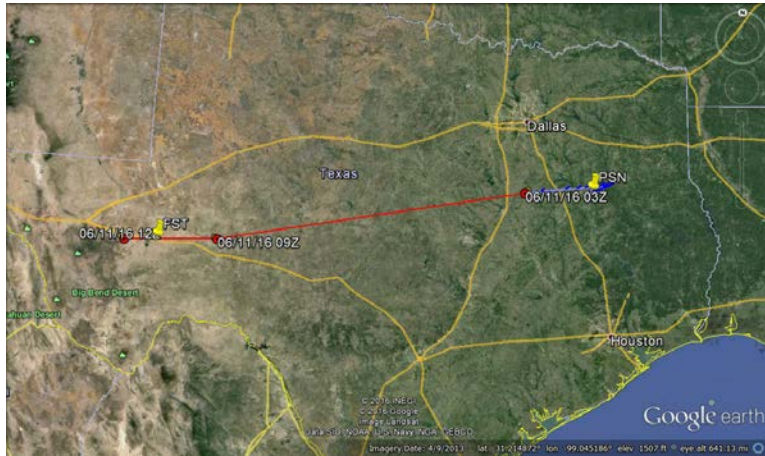 N
Dallas
PSN
Texas
06/11/16 03Z
FST
06/11/16 12
06/11/16 09Z
Big Bend Desert
ahuan Desert
Houston
© 2016 INEGI
© 2016 Google
Image Landsat
Data SIO, NOAA, U.S. Navy, NGA, GEBCO
Google earth
Imagery Date: 4/9/2013 lat 31.214872° lon -99.045186° elev 1507 ft eye alt 641.13 mi